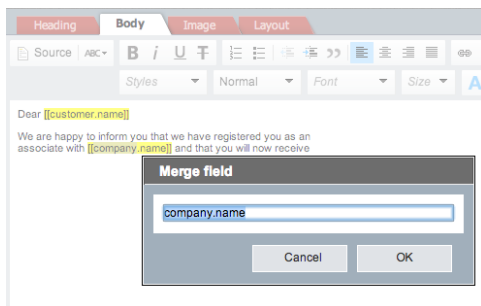 Heading Body Image Layout
Source ABC B i U T
Styles Normal Font Size A
Dear [[customer.name]]
We are happy to inform you that we have registered you as an
associate with [[company.name]] and that you will now receive
Merge field
company.name
Cancel OK